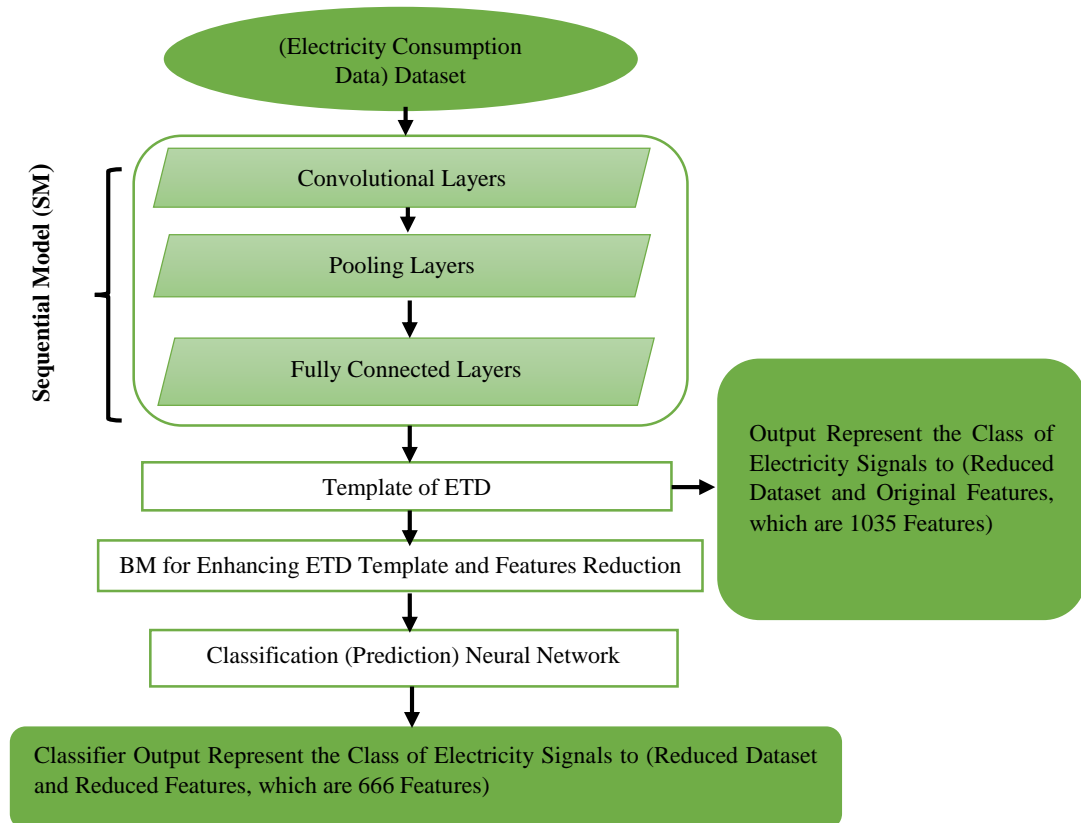 (Electricity Consumption
Data) Dataset
Sequential Model (SM)
Convolutional Layers
Pooling Layers
Fully Connected Layers
Template of ETD
Output Represent the Class of
Electricity Signals to (Reduced
Dataset and Original Features,
which are 1035 Features)
BM for Enhancing ETD Template and Features Reduction
Classification (Prediction) Neural Network
Classifier Output Represent the Class of Electricity Signals to (Reduced Dataset
and Reduced Features, which are 666 Features)